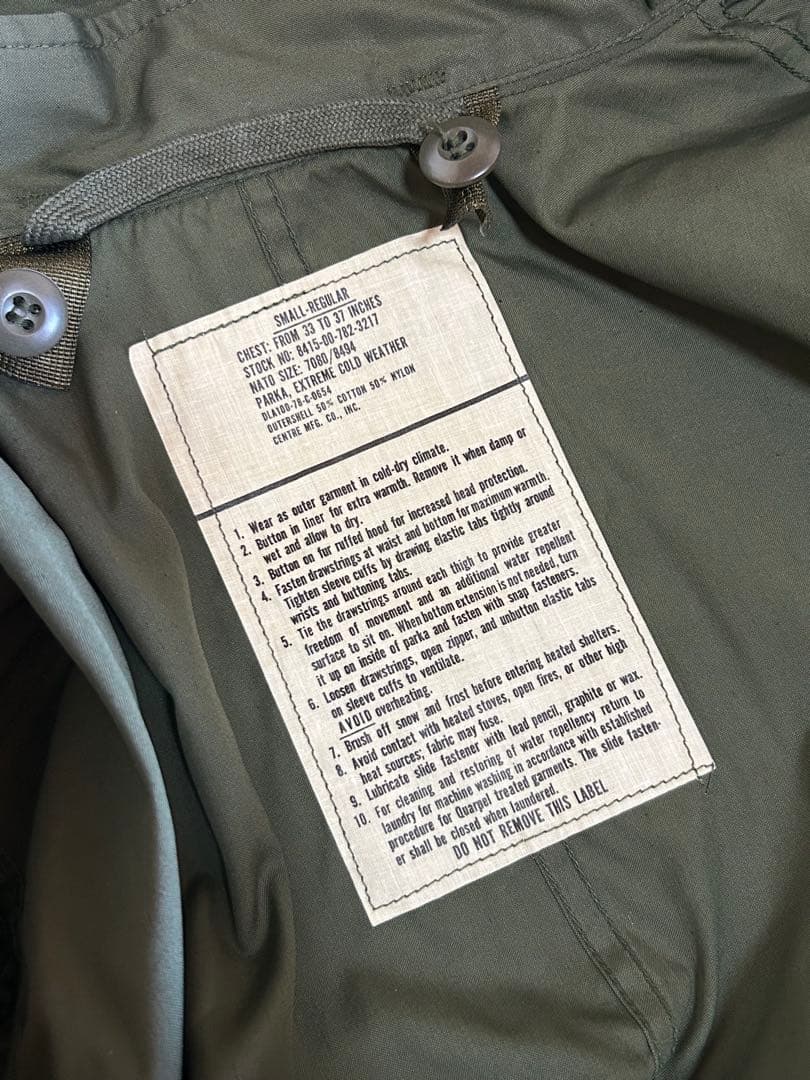 SMALL-REGULAR
CHEST: FROM 33 TO 37 INCHES
STOCK NO: 8415-00-782-3217
NATO SIZE: 7080/8494
PARKA, EXTREME COLD WEATHER
DLA100-78-C-0654
OUTERSHELL 50% COTTON 50% NYLON
CENTRE MFG. CO., INC.
1. Wear as outer garment in cold-dry climate.
2. Button in liner for extra warmth. Remove it when damp or
wet and allow to dry.
3. Button on fur ruffed hood for increased head protection.
4. Fasten drawstrings at waist and bottom for maximum warmth.
Tighten sleeve cuffs by drawing elastic tabs tightly around
wrists and buttoning tabs.
5. Tie the drawstrings around each thigh to provide greater
freedom of movement and an additional water repellent
surface to sit on. When bottom extension is not needed, turn
it up on inside of parka and fasten with snap fasteners.
6. Loosen drawstrings, open zipper, and unbutton elastic tabs
on sleeve cuffs to ventilate.
AVOID overheating.
7. Brush off snow and frost before entering heated shelters.
8. Avoid contact with heated stoves, open fires, or other high
heat sources; fabric may fuse.
9. Lubricate slide fastener with lead pencil, graphite or wax.
10. For cleaning and restoring of water repellency return to
laundry for machine washing in accordance with established
procedure for Quarpel treated garments. The slide fasten-
er shall be closed when laundered.
DO NOT REMOVE THIS LABEL